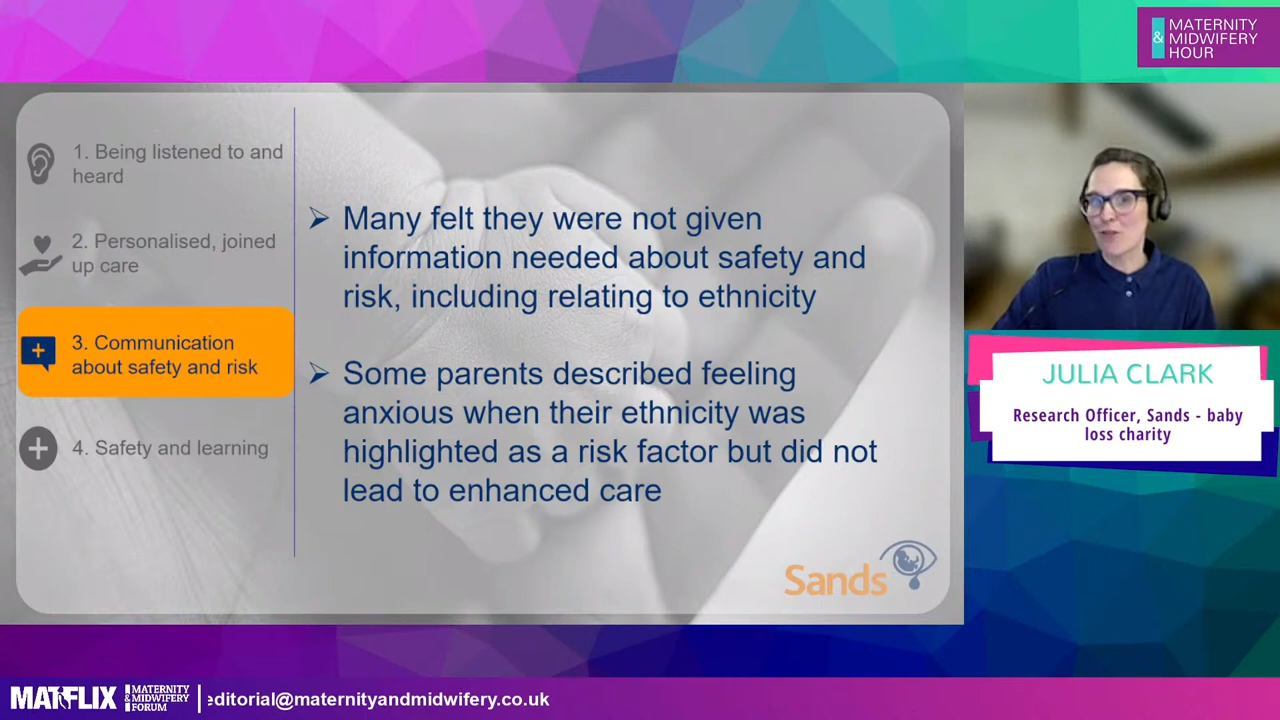 &
MATERNITY
MIDWIFERY
HOUR
1. Being listened to and
heard
2. Personalised, joined
up care
3. Communication
about safety and risk
4. Safety and learning
➢ Many felt they were not given
information needed about safety and
risk, including relating to ethnicity
➢ Some parents described feeling
anxious when their ethnicity was
highlighted as a risk factor but did not
lead to enhanced care
Sands
JULIA CLARK
Research Officer, Sands - baby
loss charity
MATFLIX
MATERNITY
& MIDWIFERY
FORUM
editorial@maternityandmidwifery.co.uk